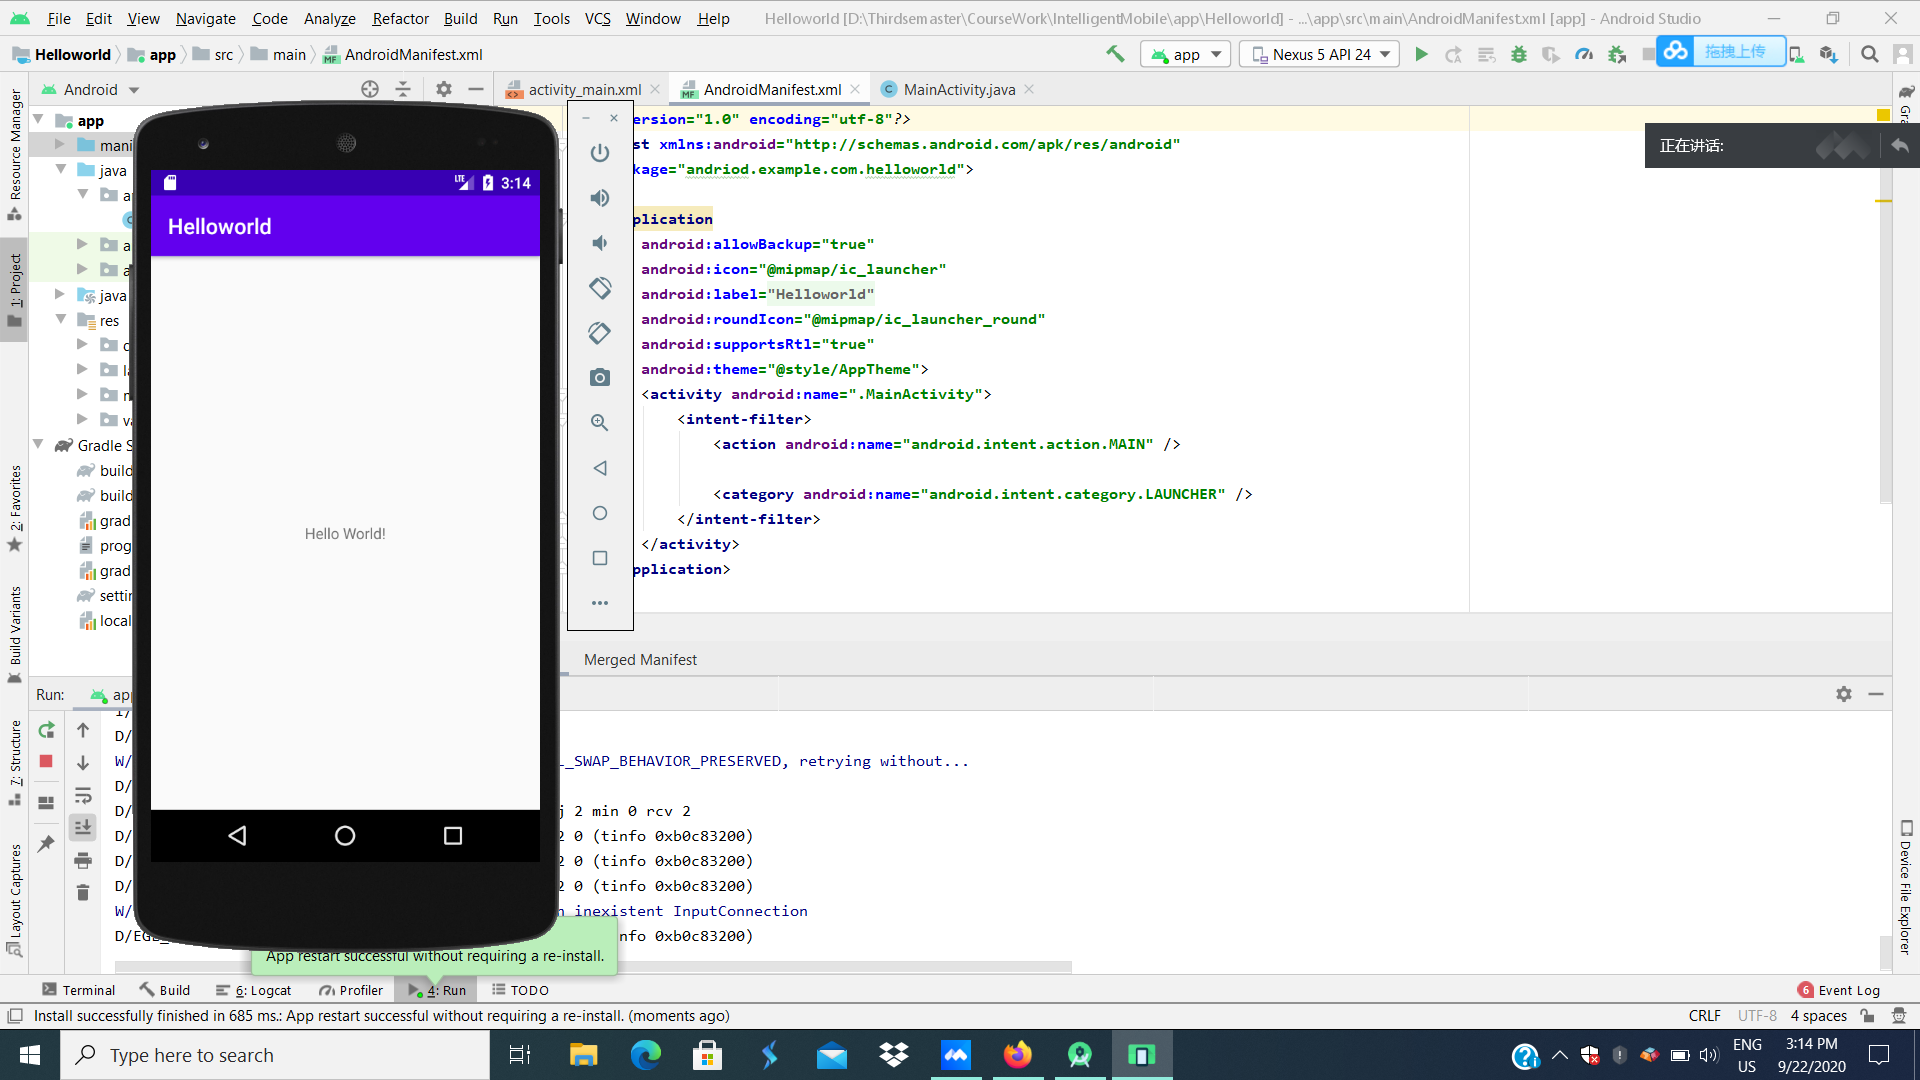 File Edit View Navigate Code Analyze Refactor Build Run Tools VCS Window Help Helloworld [D:\Thirdsemaster\CourseWork\IntelligentMobile\app\Helloworld] - ...\app\src\main\AndroidManifest.xml [app] - Android Studio
Helloworld app src main AndroidManifest.xml app Nexus 5 API 24 拖拽上传
Android activity_main.xml AndroidManifest.xml MainActivity.java
正在讲话:
Resource Manager
1: Project
2: Favorites
Build Variants
7: Structure
Layout Captures
app
mani
java
java
res
Gradle S
build
build
grad
prog
grad
settin
local
3:14
Helloworld
Hello World!
ersion="1.0" encoding="utf-8"?>
st xmlns:android="http://schemas.android.com/apk/res/android"
kage="andriod.example.com.helloworld">
plication
android:allowBackup="true"
android:icon="@mipmap/ic_launcher"
android:label="Helloworld"
android:roundIcon="@mipmap/ic_launcher_round"
android:supportsRtl="true"
android:theme="@style/AppTheme">
<activity android:name=".MainActivity">
<intent-filter>
<action android:name="android.intent.action.MAIN" />
<category android:name="android.intent.category.LAUNCHER" />
</intent-filter>
</activity>
pplication>
Merged Manifest
Run: app
D/
W/ L_SWAP_BEHAVIOR_PRESERVED, retrying without...
D/
D/ j 2 min 0 rcv 2
D/ 2 0 (tinfo 0xb0c83200)
D/ 2 0 (tinfo 0xb0c83200)
D/ 2 0 (tinfo 0xb0c83200)
W/ n inexistent InputConnection
D/EGL_ nfo 0xb0c83200)
App restart successful without requiring a re-install.
Device File Explorer
Terminal Build 6: Logcat Profiler 4: Run TODO 6 Event Log
Install successfully finished in 685 ms.: App restart successful without requiring a re-install. (moments ago) CRLF UTF-8 4 spaces
Type here to search
ENG
US
3:14 PM
9/22/2020